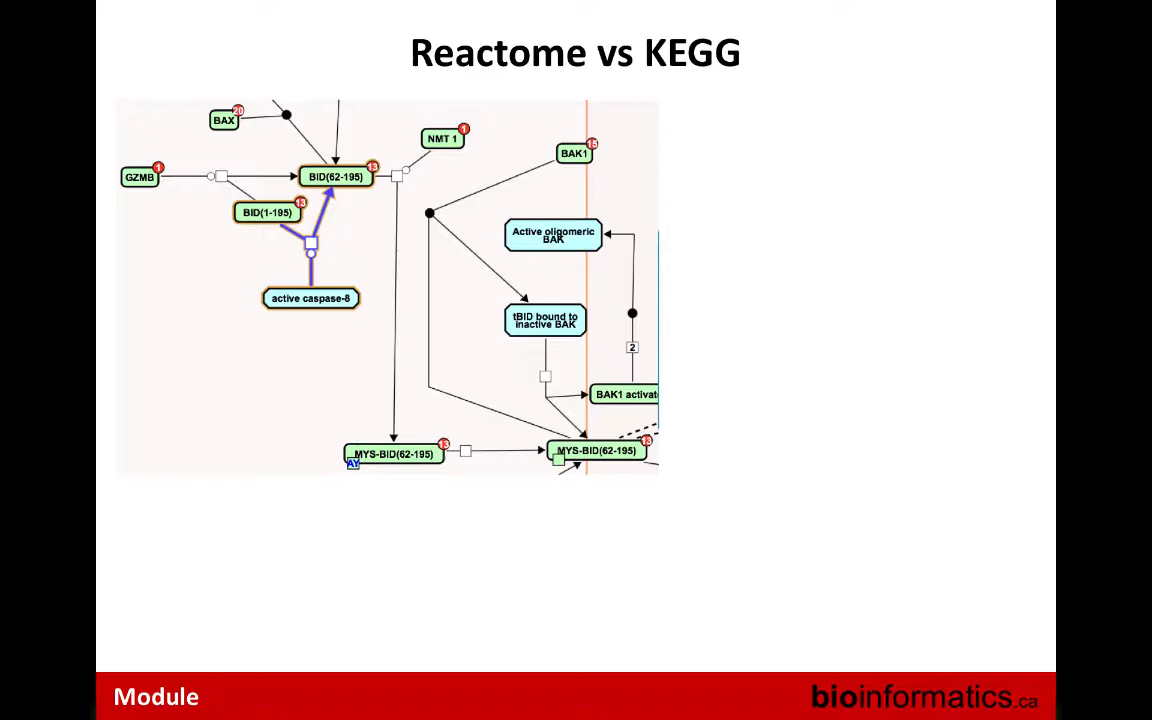 Reactome vs KEGG
BAX
20
NMT 1
1
BAK1
15
GZMB
1
BID(62-195)
13
BID(1-195)
13
Active oligomeric
BAK
active caspase-8
tBID bound to
inactive BAK
2
BAK1 activat
MYS-BID(62-195)
13
AY
MYS-BID(62-195)
13
Module
bioinformatics.ca